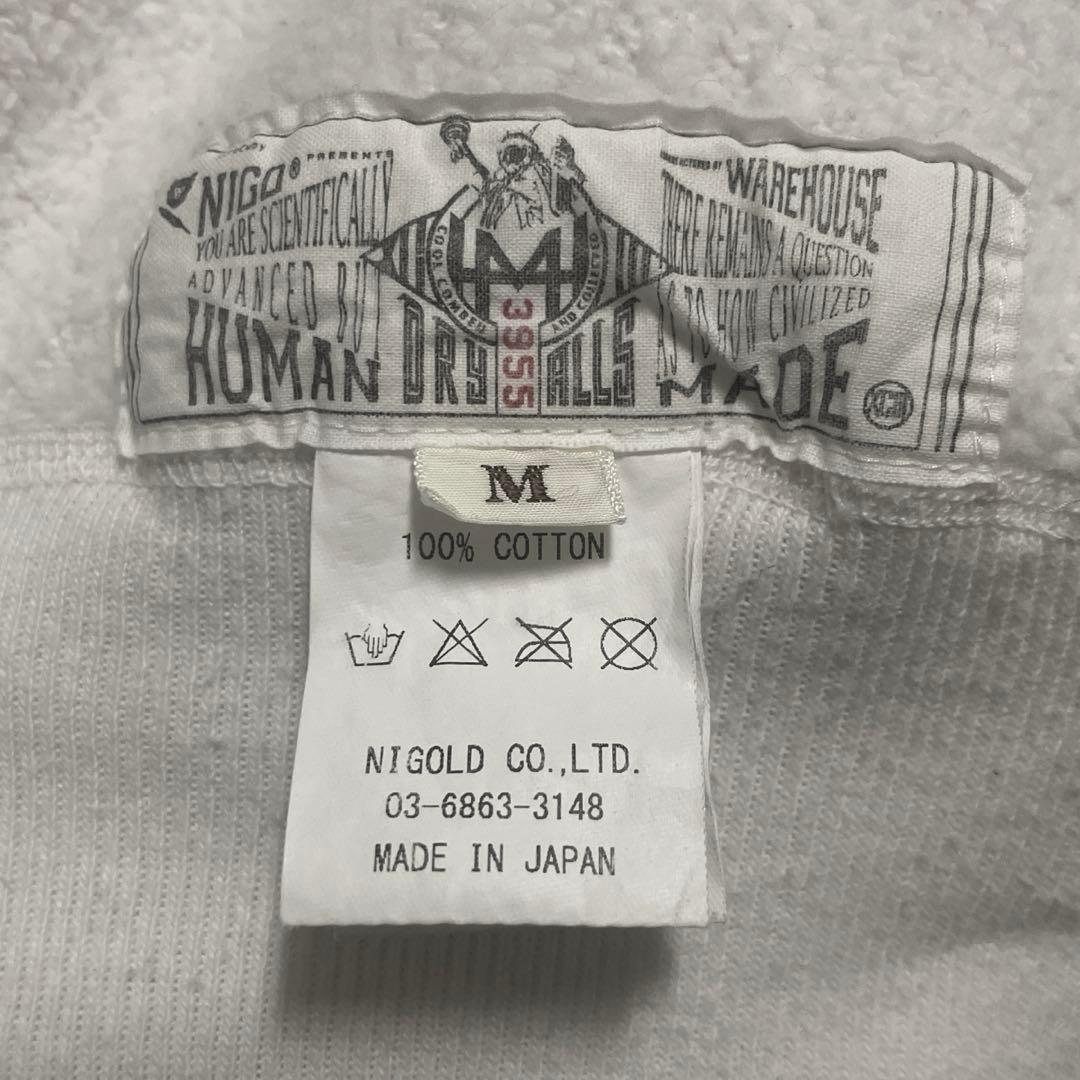 NIGO® PRESENTS
YOU ARE SCIENTIFICALLY
ADVANCED BUT
HUMAN
HM
3955
DRY ALLS
WAREHOUSE
THERE REMAINS A QUESTION
AS TO HOW CIVILIZED
MADE
M
100% COTTON
NIGOLD CO.,LTD.
03-6863-3148
MADE IN JAPAN